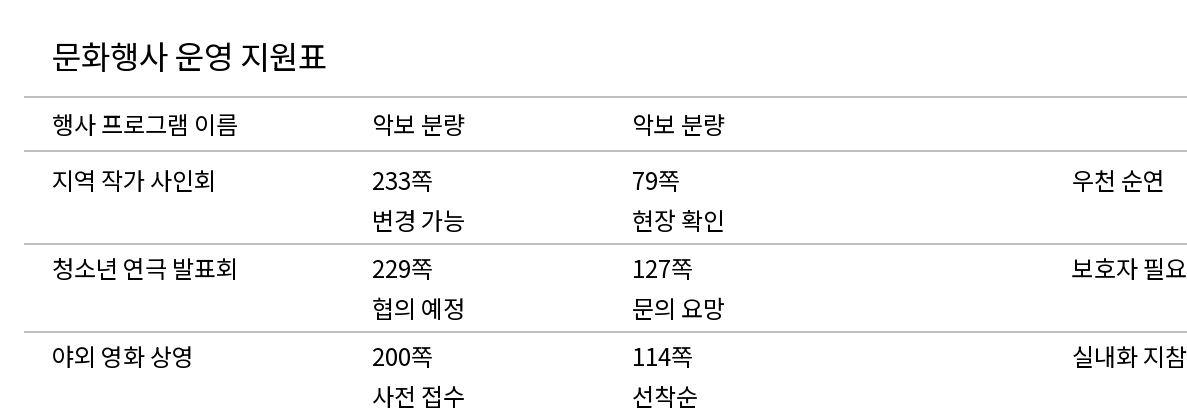 문화행사 운영 지원표
행사 프로그램 이름 악보 분량 악보 분량
지역 작가 사인회 233쪽 79쪽 우천 순연
변경 가능 현장 확인
청소년 연극 발표회 229쪽 127쪽 보호자 필요
협의 예정 문의 요망
야외 영화 상영 200쪽 114쪽 실내화 지참
사전 접수 선착순